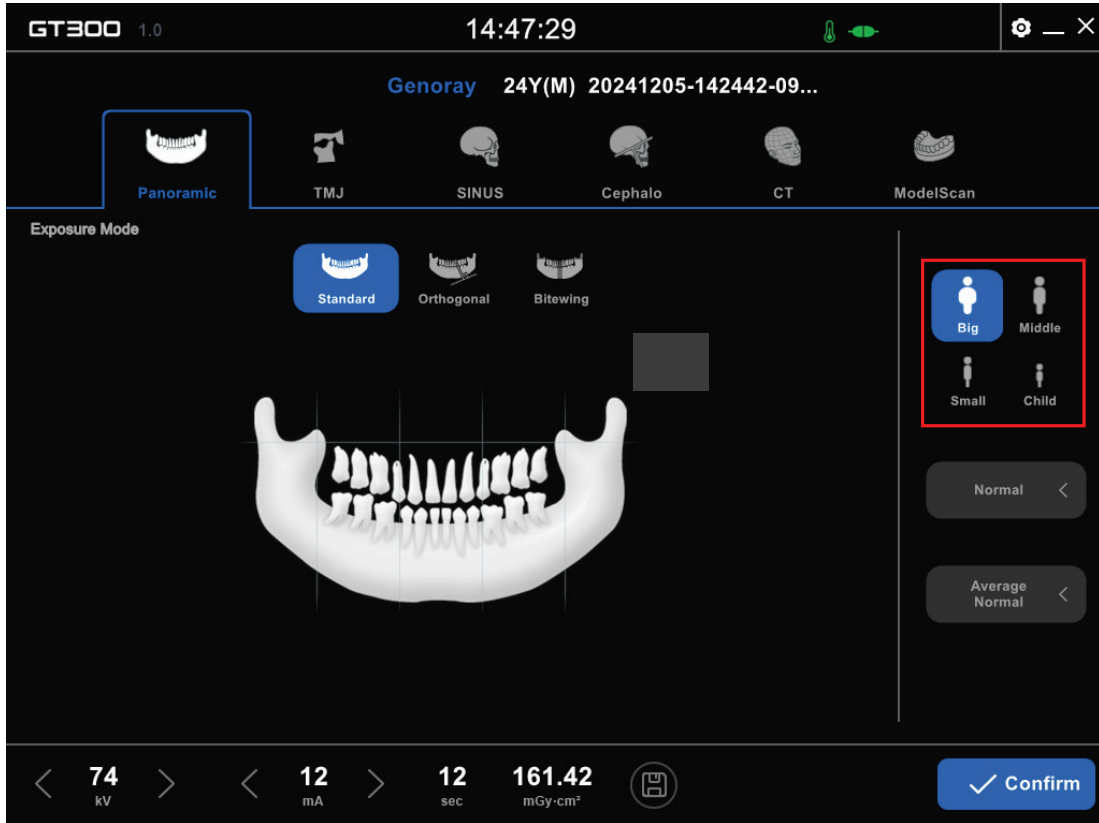 GT300 1.0 14:47:29
Genoray 24Y(M) 20241205-142442-09...
Panoramic TMJ SINUS Cephalo CT ModelScan
Exposure Mode
Standard Orthogonal Bitewing
Big Middle
Small Child
Normal
Average
Normal
74 12 12 161.42
kV mA sec mGy·cm²
Confirm